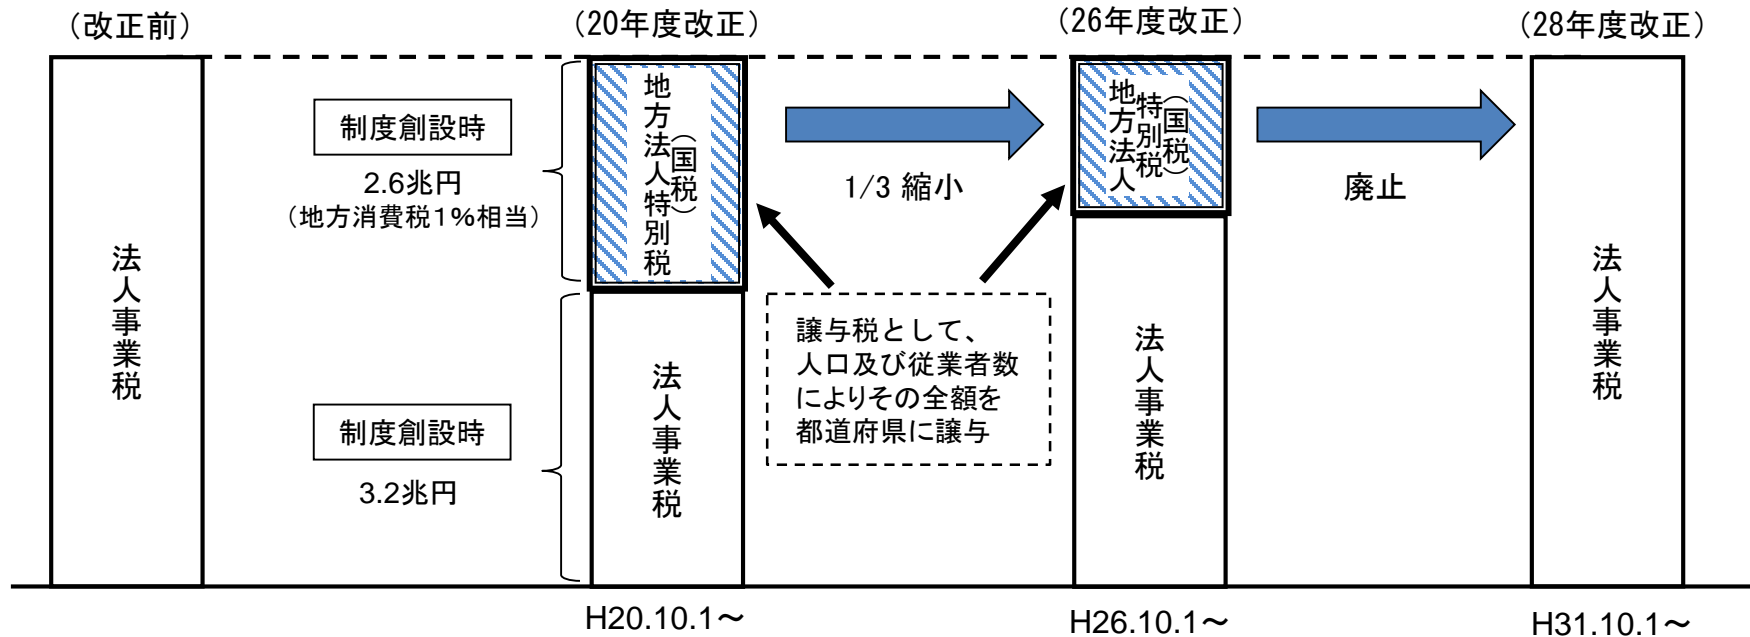 （改正前）
（20年度改正）
（26年度改正）
（28年度改正）
法人事業税
制度創設時
2.6兆円
（地方消費税１％相当）
制度創設時
3.2兆円
地方法人特別税
（国税）
法人事業税
1/3 縮小
譲与税として、
人口及び従業者数
によりその全額を
都道府県に譲与
（国税）
特別税
地方法人
法人事業税
廃止
法人事業税
H20.10.1～
H26.10.1～
H31.10.1～